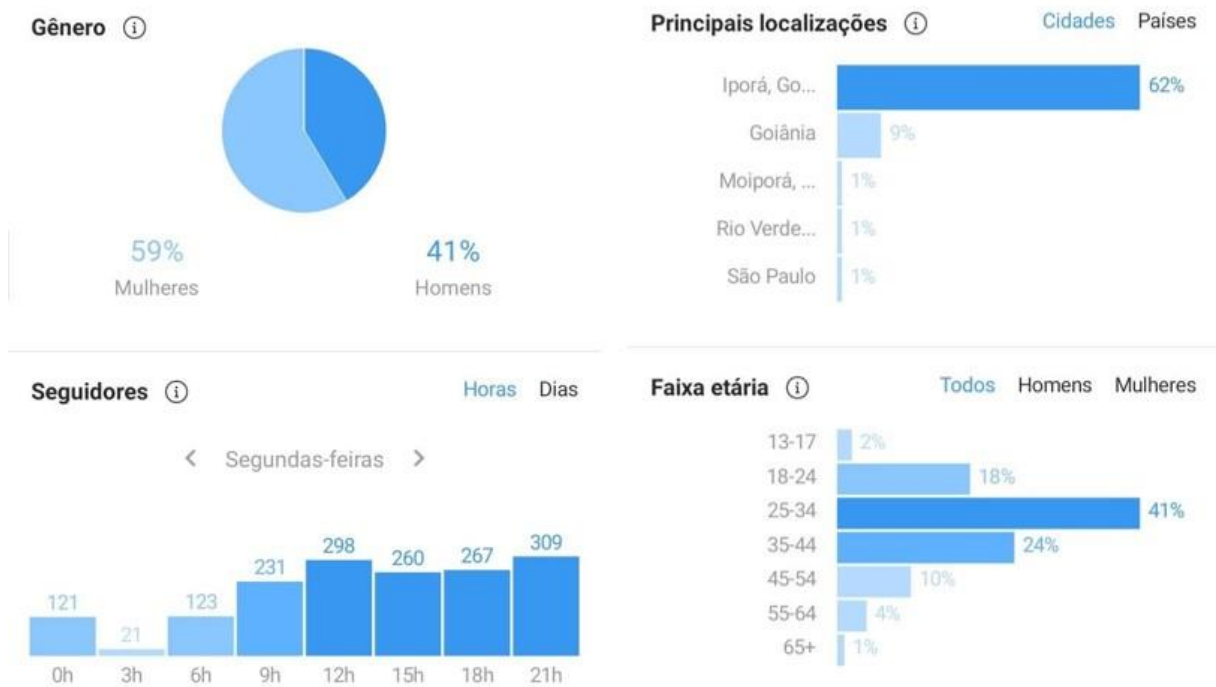 Gênero
59%
41%
Mulheres
Homens
Principais localizações
Cidades
Países
Iporá, Go...
62%
Goiânia
9%
Moiporá, ...
1%
Rio Verde...
1%
São Paulo
1%
Seguidores
Horas
Dias
< Segundas-feiras >
121
21
123
231
298
260
267
309
0h
3h
6h
9h
12h
15h
18h
21h
Faixa etária
Todos
Homens
Mulheres
13-17
2%
18-24
18%
25-34
41%
35-44
24%
45-54
10%
55-64
4%
65+
1%